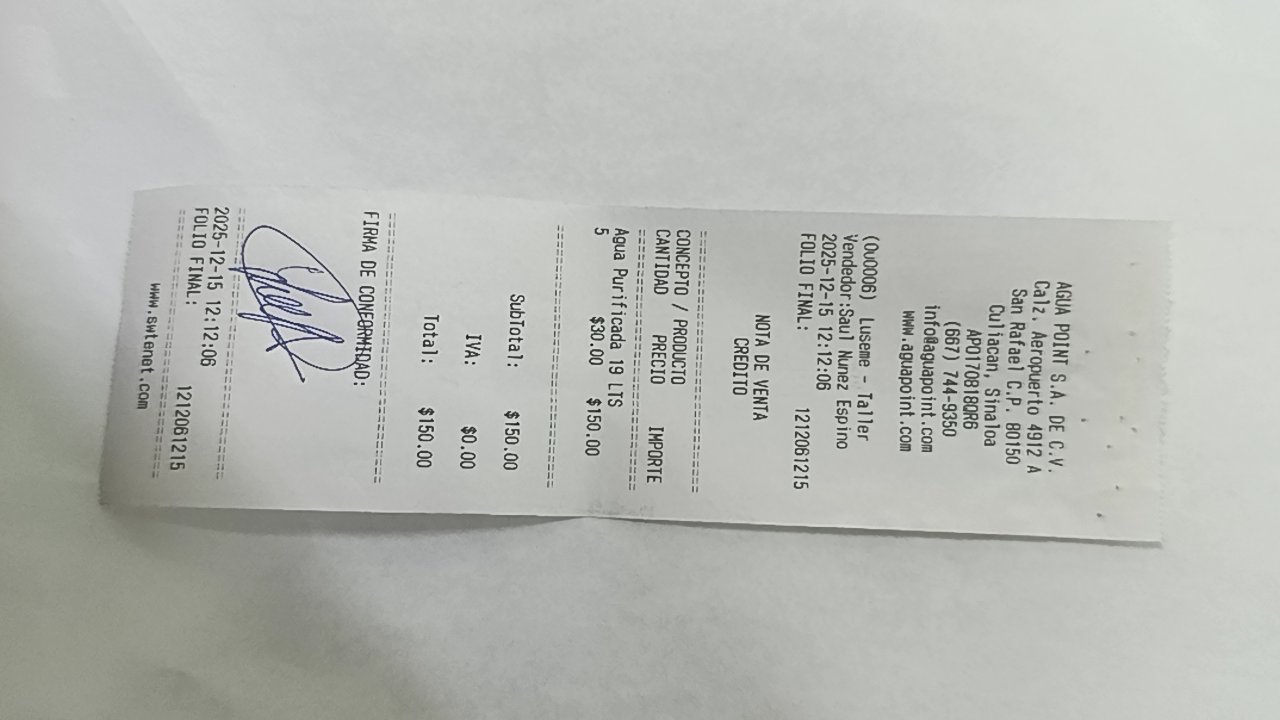 AGUA POINT S.A. DE C.V.
Calz. Aeropuerto 4912 A
San Rafael C.P. 80150
Culiacan, Sinaloa
APO170818QR6
(667) 744-9350
info@aguapoint.com
www.aguapoint.com
(0U0006) Luseme - Taller
Vendedor:Saul Nunez Espino
2025-12-15 12:12:06
FOLIO FINAL: 1212061215
NOTA DE VENTA
CREDITO
CONCEPTO / PRODUCTO
CANTIDAD PRECIO IMPORTE
Agua Purificada 19 LTS
5 $30.00 $150.00
SubTotal: $150.00
IVA: $0.00
Total: $150.00
FIRMA DE CONFORMIDAD:
2025-12-15 12:12:06
FOLIO FINAL: 1212061215
www.swtenet.com